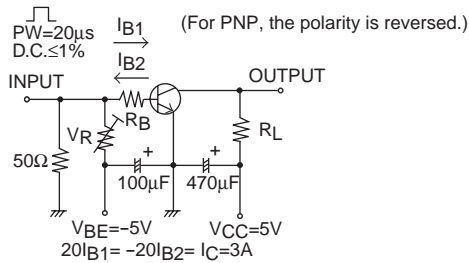 PW=20μs
D.C.≤1%
IB1
(For PNP, the polarity is reversed.)
IB2
INPUT
OUTPUT
VR
RB
RL
50Ω
+
+
100μF
470μF
VBE=−5V
VCC=5V
20IB1= −20IB2= IC=3A